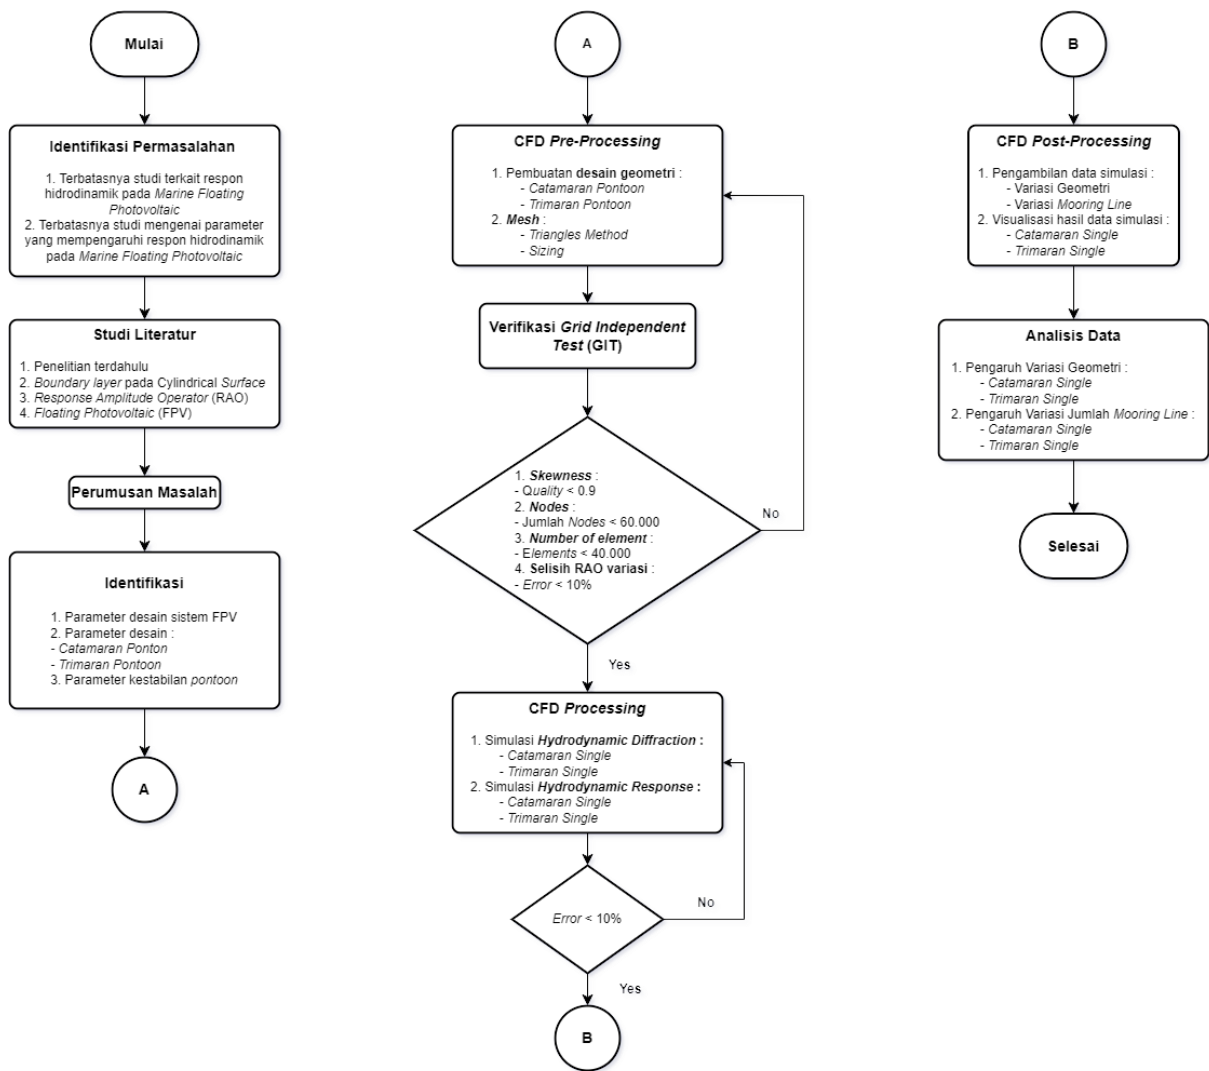 Mulai
Identifikasi Permasalahan
1. Terbatasnya studi terkait respon
hidrodinamik pada Marine Floating
Photovoltaic
2. Terbatasnya studi mengenai parameter
yang mempengaruhi respon hidrodinamik
pada Marine Floating Photovoltaic
Studi Literatur
1. Penelitian terdahulu
2. Boundary layer pada Cylindrical Surface
3. Response Amplitude Operator (RAO)
4. Floating Photovoltaic (FPV)
Perumusan Masalah
Identifikasi
1. Parameter desain sistem FPV
2. Parameter desain :
- Catamaran Ponton
- Trimaran Pontoon
3. Parameter kestabilan pontoon
A
A
CFD Pre-Processing
1. Pembuatan desain geometri :
- Catamaran Pontoon
- Trimaran Pontoon
2. Mesh :
- Triangles Method
- Sizing
Verifikasi Grid Independent
Test (GIT)
1. Skewness :
- Quality < 0.9
2. Nodes :
- Jumlah Nodes < 60.000
3. Number of element :
- Elements < 40.000
4. Selisih RAO variasi :
- Error < 10%
No
Yes
CFD Processing
1. Simulasi Hydrodynamic Diffraction :
- Catamaran Single
- Trimaran Single
2. Simulasi Hydrodynamic Response :
- Catamaran Single
- Trimaran Single
Error < 10%
No
Yes
B
B
CFD Post-Processing
1. Pengambilan data simulasi :
- Variasi Geometri
- Variasi Mooring Line
2. Visualisasi hasil data simulasi :
- Catamaran Single
- Trimaran Single
Analisis Data
1. Pengaruh Variasi Geometri :
- Catamaran Single
- Trimaran Single
2. Pengaruh Variasi Jumlah Mooring Line :
- Catamaran Single
- Trimaran Single
Selesai